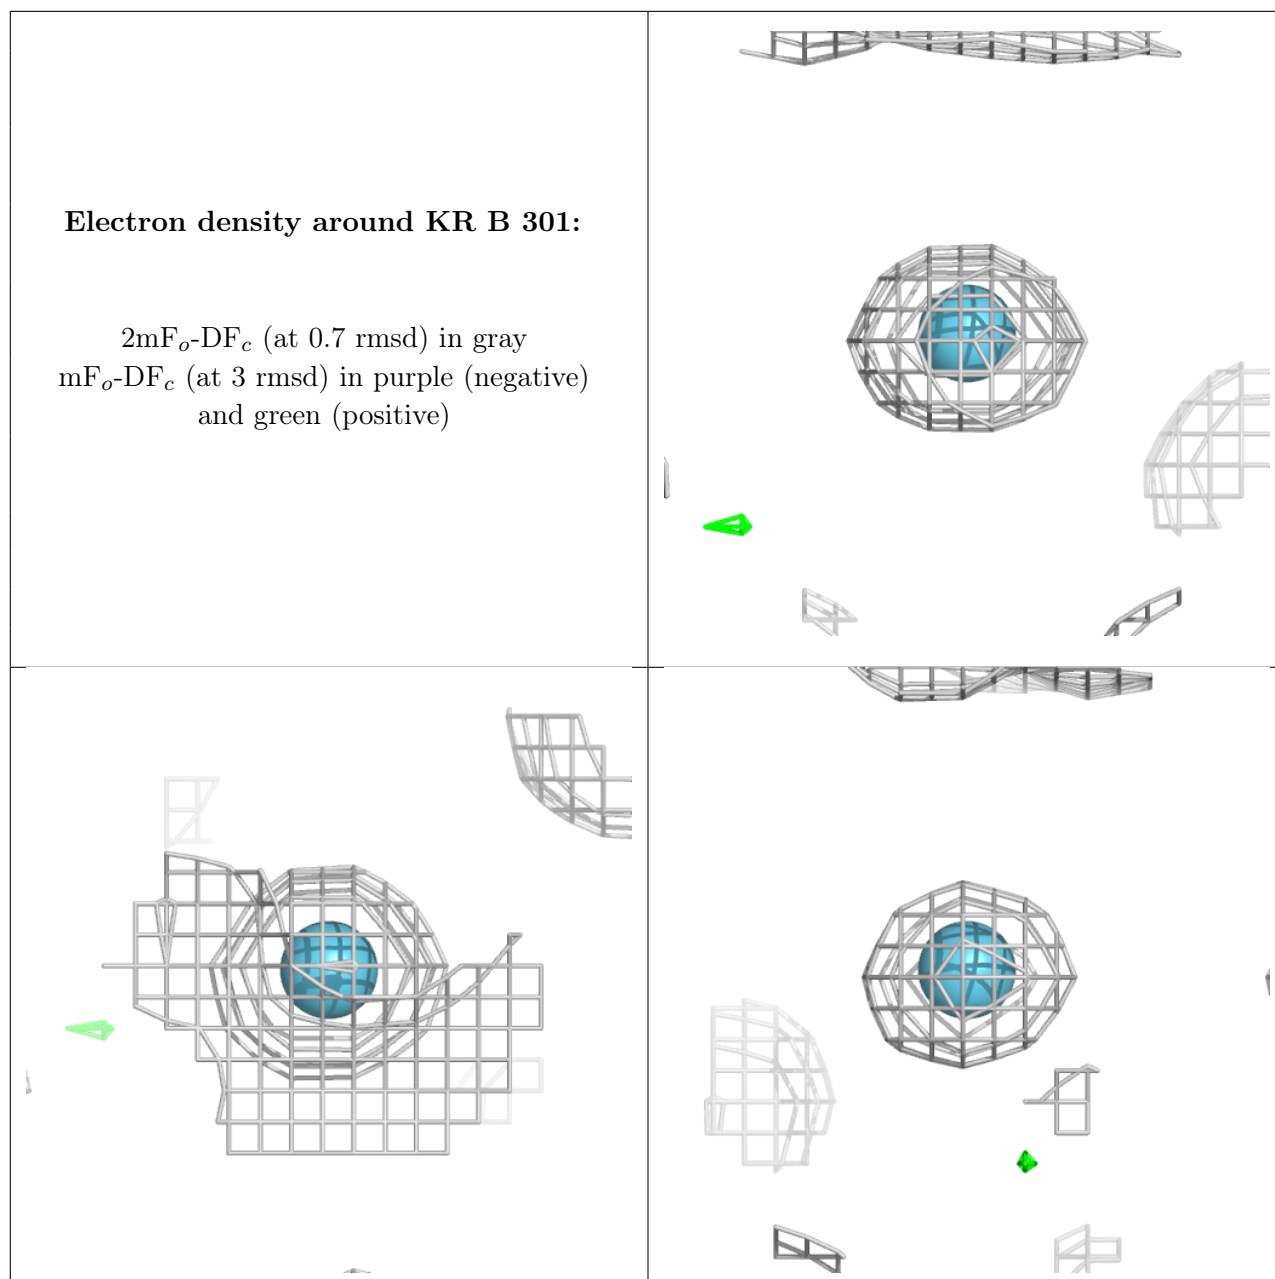 Electron density around KR B 301:
2mFo-DFc (at 0.7 rmsd) in gray
mFo-DFc (at 3 rmsd) in purple (negative)
and green (positive)